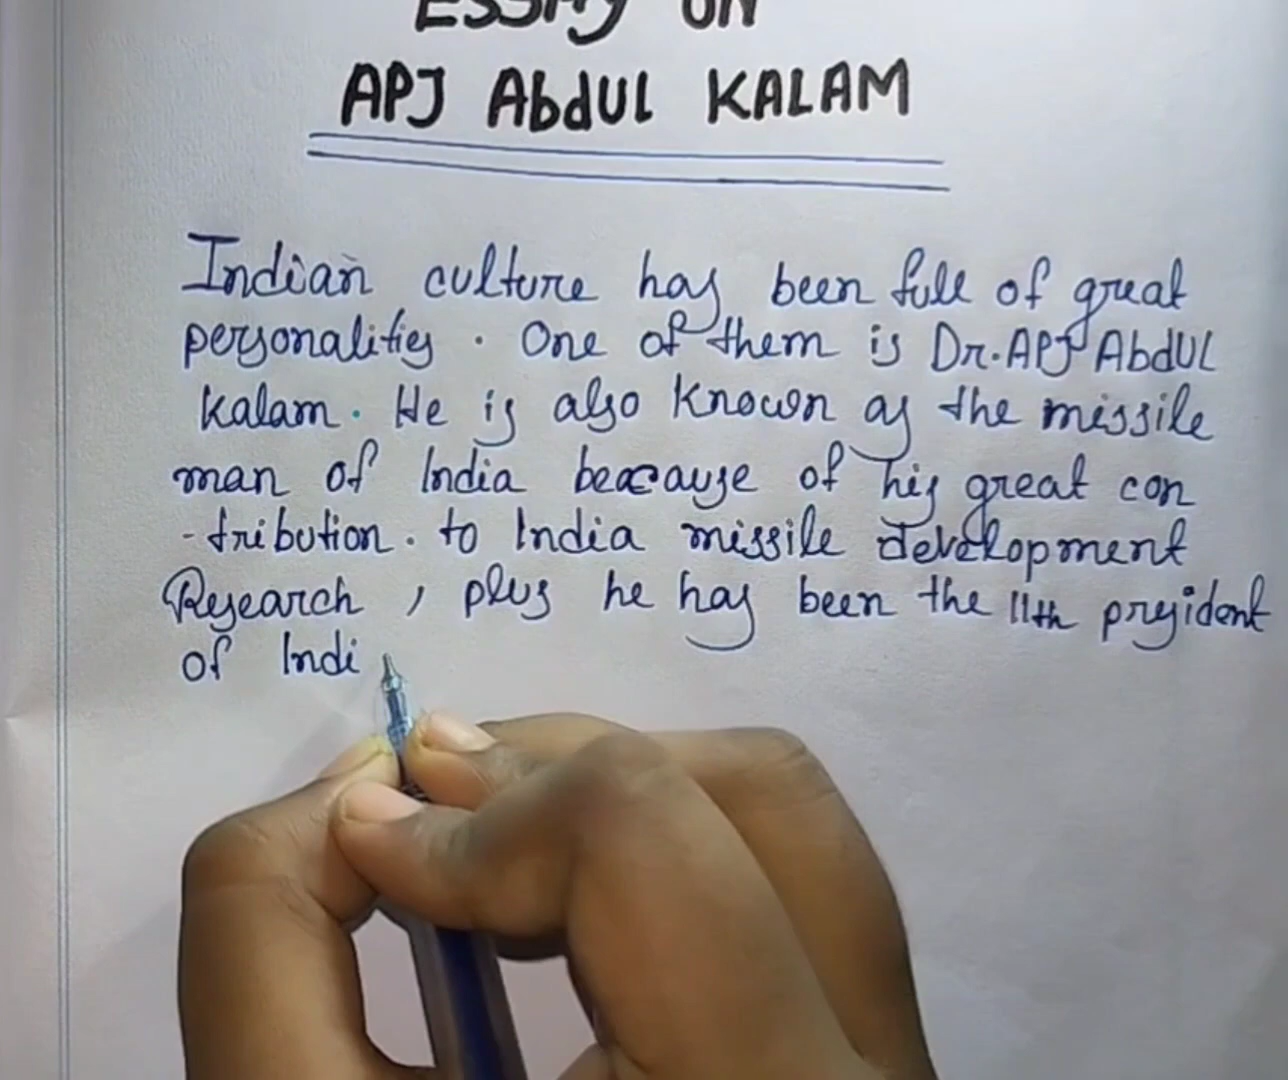 ESSAy ON
APJ AbdUL KALAM
Indian culture has been full of great
personalities. One of them is Dr. APJ AbdUL
Kalam. He is also known as the missile
man of India because of his great con
-tribution. to India missile development
Research, plus he has been the 11th president
of Indi